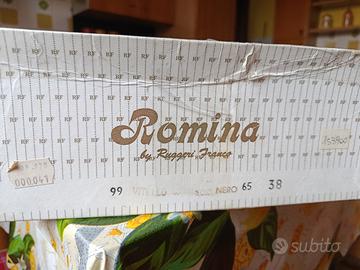 Romina
by Ruggeri Franco
000041
99 VITELLO NERO 65 38
subito